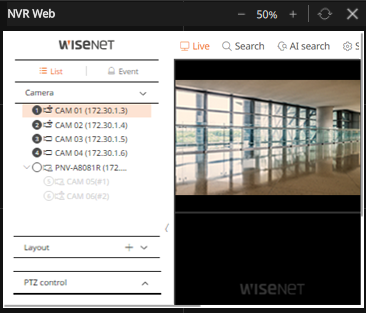 NVR Web
− 50% +
WISENET
Live Search AI search S
List Event
Camera
1 CAM 01 (172.30.1.3)
2 CAM 02 (172.30.1.4)
3 CAM 03 (172.30.1.5)
4 CAM 04 (172.30.1.6)
PNV-A8081R (172....
5 CAM 05(#1)
6 CAM 06(#2)
Layout
PTZ control
WISENET